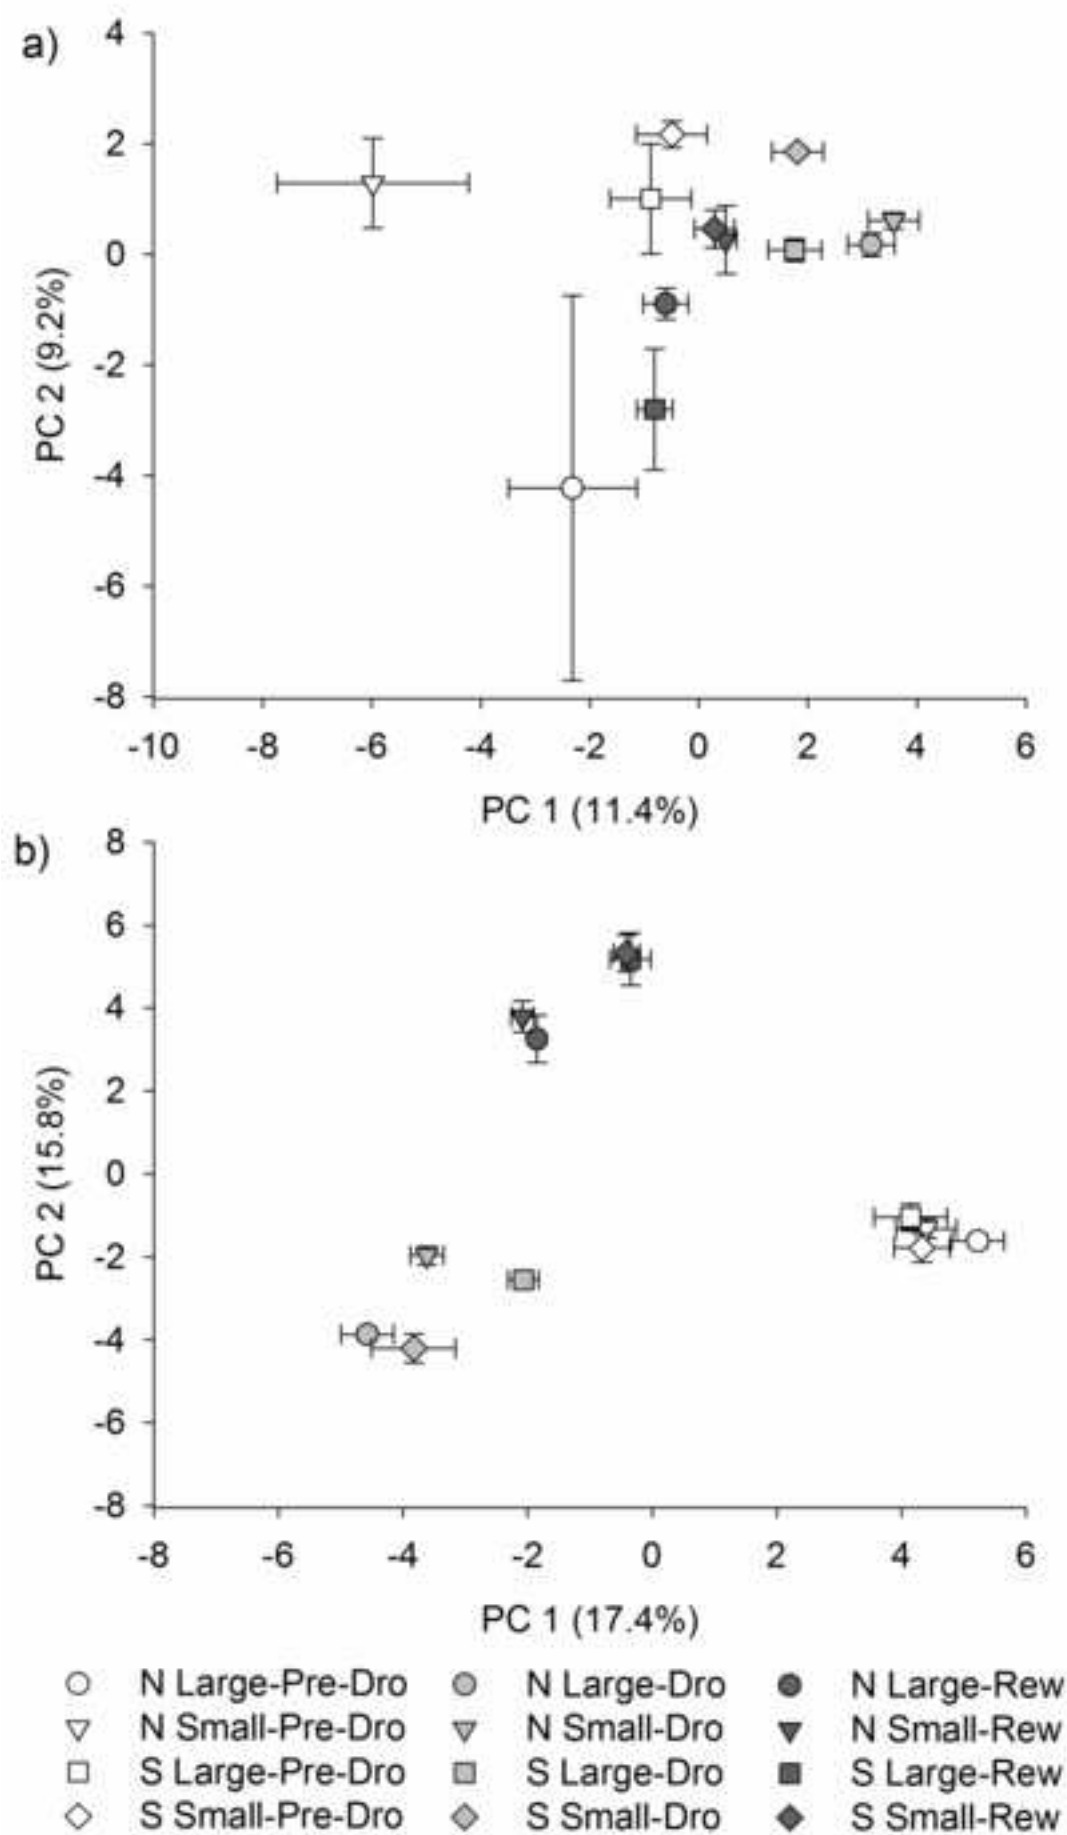 a)
4
2
0
-2
-4
-6
-8
PC 2 (9.2%)
-10 -8 -6 -4 -2 0 2 4 6
PC 1 (11.4%)
b)
8
6
4
2
0
-2
-4
-6
-8
PC 2 (15.8%)
-8 -6 -4 -2 0 2 4 6
PC 1 (17.4%)
N Large-Pre-Dro N Large-Dro N Large-Rew
N Small-Pre-Dro N Small-Dro N Small-Rew
S Large-Pre-Dro S Large-Dro S Large-Rew
S Small-Pre-Dro S Small-Dro S Small-Rew